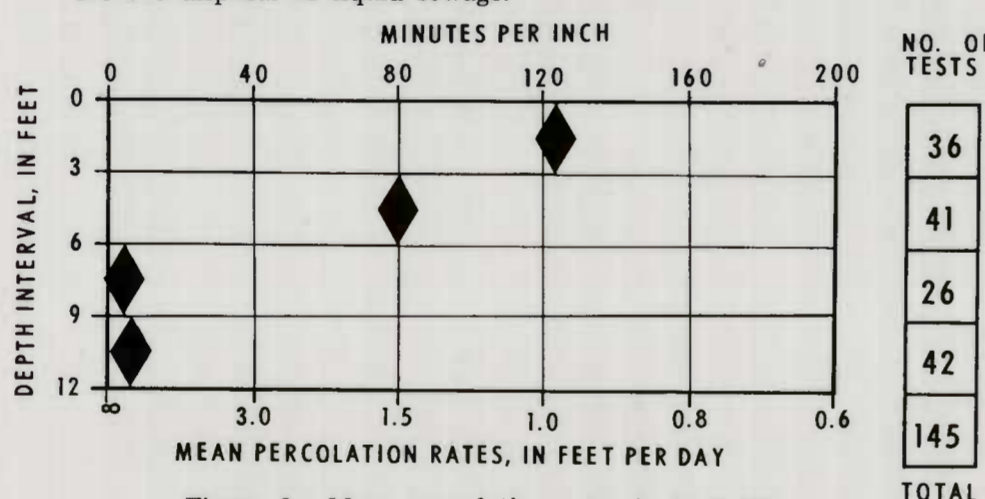 MINUTES PER INCH
0 40 80 120 160 200
NO. OF
TESTS
DEPTH INTERVAL, IN FEET
0
3
6
9
12
36
41
26
42
145
TOTAL
∞ 3.0 1.5 1.0 0.8 0.6
MEAN PERCOLATION RATES, IN FEET PER DAY